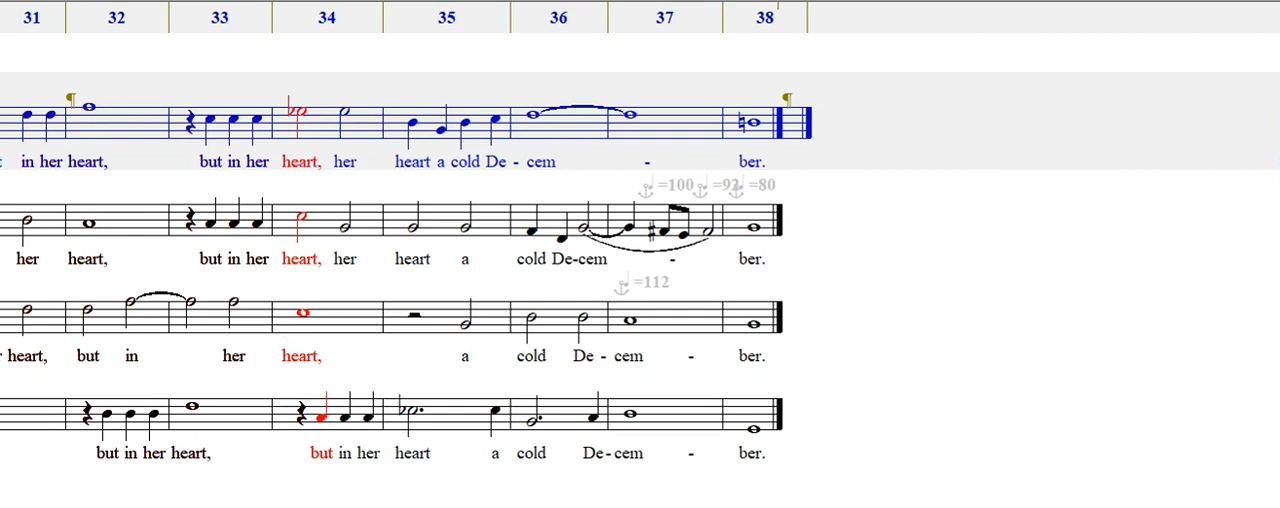 31 32 33 34 35 36 37 38
¶ ¶
in her heart, but in her heart, her heart a cold De - cem - ber.
=100 =92 =80
her heart, but in her heart, her heart a cold De-cem - ber.
=112
heart, but in her heart, a cold De - cem - ber.
but in her heart, but in her heart a cold De-cem - ber.